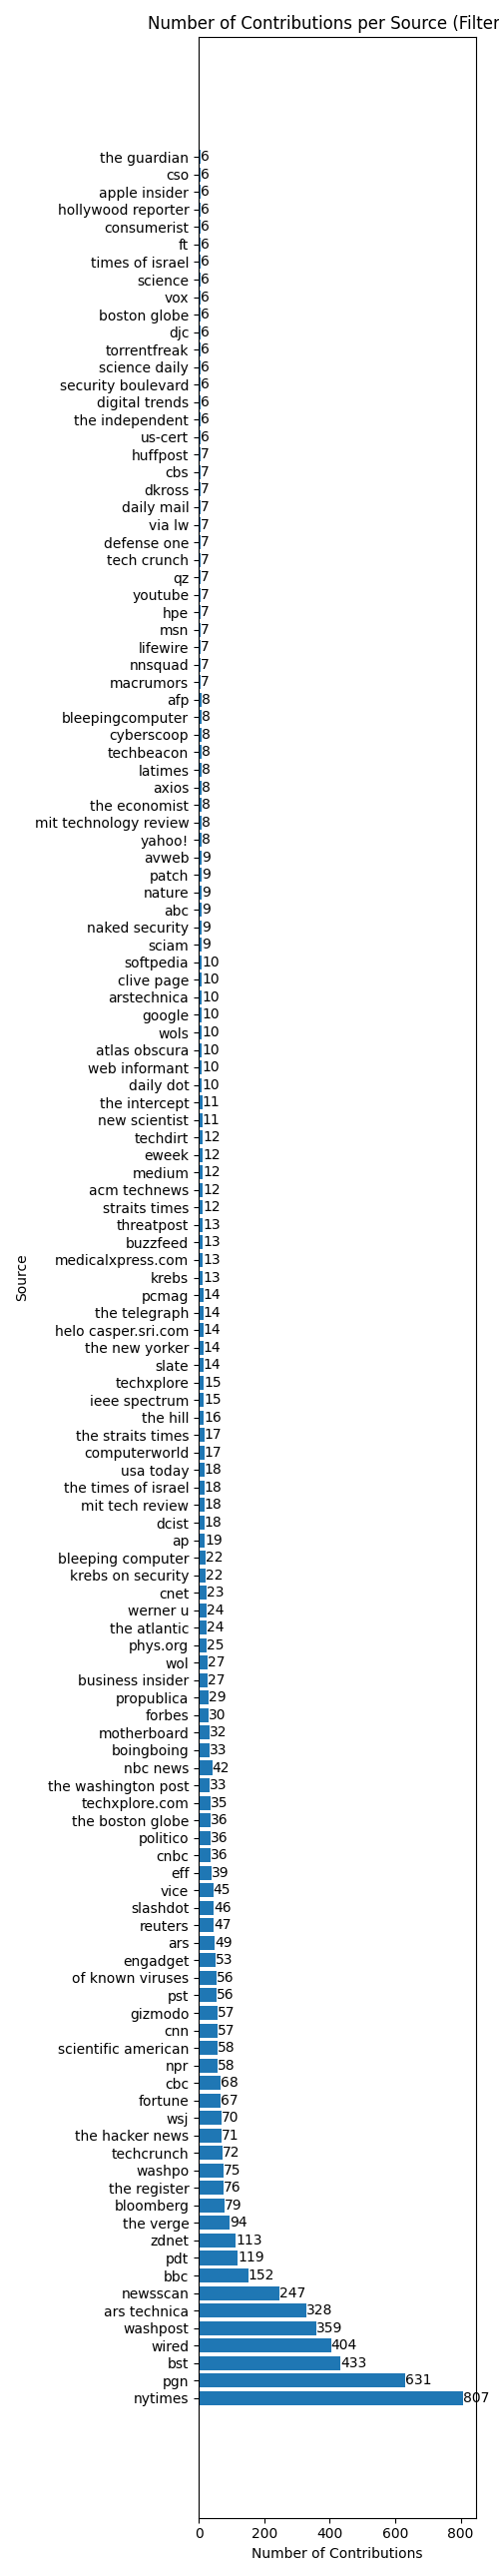 Number of Contributions per Source (Filter
the guardian 6
cso 6
apple insider 6
hollywood reporter 6
consumerist 6
ft 6
times of israel 6
science 6
vox 6
boston globe 6
djc 6
torrentfreak 6
science daily 6
security boulevard 6
digital trends 6
the independent 6
us-cert 6
huffpost 7
cbs 7
dkross 7
daily mail 7
via lw 7
defense one 7
tech crunch 7
qz 7
youtube 7
hpe 7
msn 7
lifewire 7
nnsquad 7
macrumors 7
afp 8
bleepingcomputer 8
cyberscoop 8
techbeacon 8
latimes 8
axios 8
the economist 8
mit technology review 8
yahoo! 8
avweb 9
patch 9
nature 9
abc 9
naked security 9
sciam 9
softpedia 10
clive page 10
arstechnica 10
google 10
wols 10
atlas obscura 10
web informant 10
daily dot 10
the intercept 11
new scientist 11
techdirt 12
eweek 12
medium 12
acm technews 12
straits times 12
threatpost 13
buzzfeed 13
medicalxpress.com 13
krebs 13
pcmag 14
the telegraph 14
helo casper.sri.com 14
the new yorker 14
slate 14
techxplore 15
ieee spectrum 15
the hill 16
the straits times 17
computerworld 17
usa today 18
the times of israel 18
mit tech review 18
dcist 18
ap 19
bleeping computer 22
krebs on security 22
cnet 23
werner u 24
the atlantic 24
phys.org 25
wol 27
business insider 27
propublica 29
forbes 30
motherboard 32
boingboing 33
nbc news 42
the washington post 33
techxplore.com 35
the boston globe 36
politico 36
cnbc 36
eff 39
vice 45
slashdot 46
reuters 47
ars 49
engadget 53
of known viruses 56
pst 56
gizmodo 57
cnn 57
scientific american 58
npr 58
cbc 68
fortune 67
wsj 70
the hacker news 71
techcrunch 72
washpo 75
the register 76
bloomberg 79
the verge 94
zdnet 113
pdt 119
bbc 152
newsscan 247
ars technica 328
washpost 359
wired 404
bst 433
pgn 631
nytimes 807
Source
0 200 400 600 800
Number of Contributions